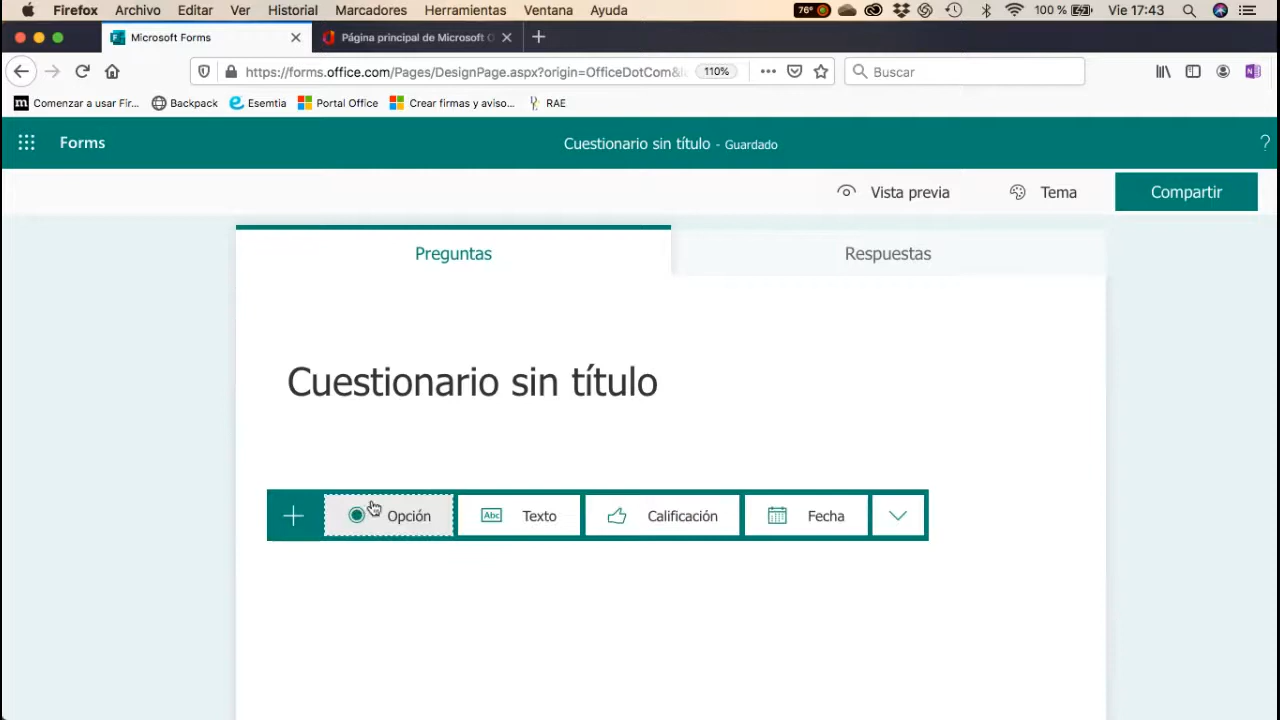 Firefox Archivo Editar Ver Historial Marcadores Herramientas Ventana Ayuda 76° 100 % Vie 17:43
Microsoft Forms Página principal de Microsoft O
https://forms.office.com/Pages/DesignPage.aspx?origin=OfficeDotCom& 110% Buscar
Comenzar a usar Fir... Backpack Esemtia Portal Office Crear firmas y aviso... RAE
Forms Cuestionario sin título - Guardado ?
Vista previa Tema Compartir
Preguntas Respuestas
Cuestionario sin título
Opción Abc Texto Calificación Fecha